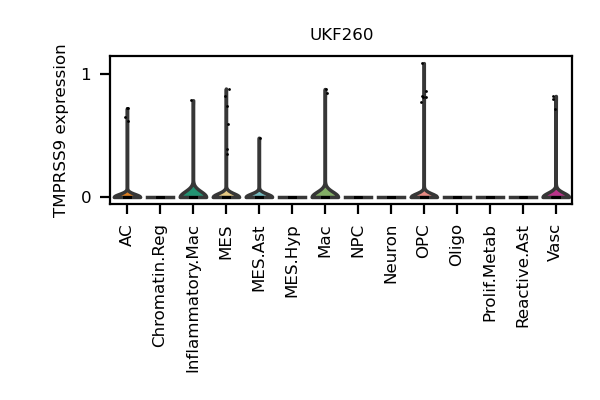 UKF260
TMPRSS9 expression
1
0
AC
Chromatin.Reg
Inflammatory.Mac
MES
MES.Ast
MES.Hyp
Mac
NPC
Neuron
OPC
Oligo
Prolif.Metab
Reactive.Ast
Vasc